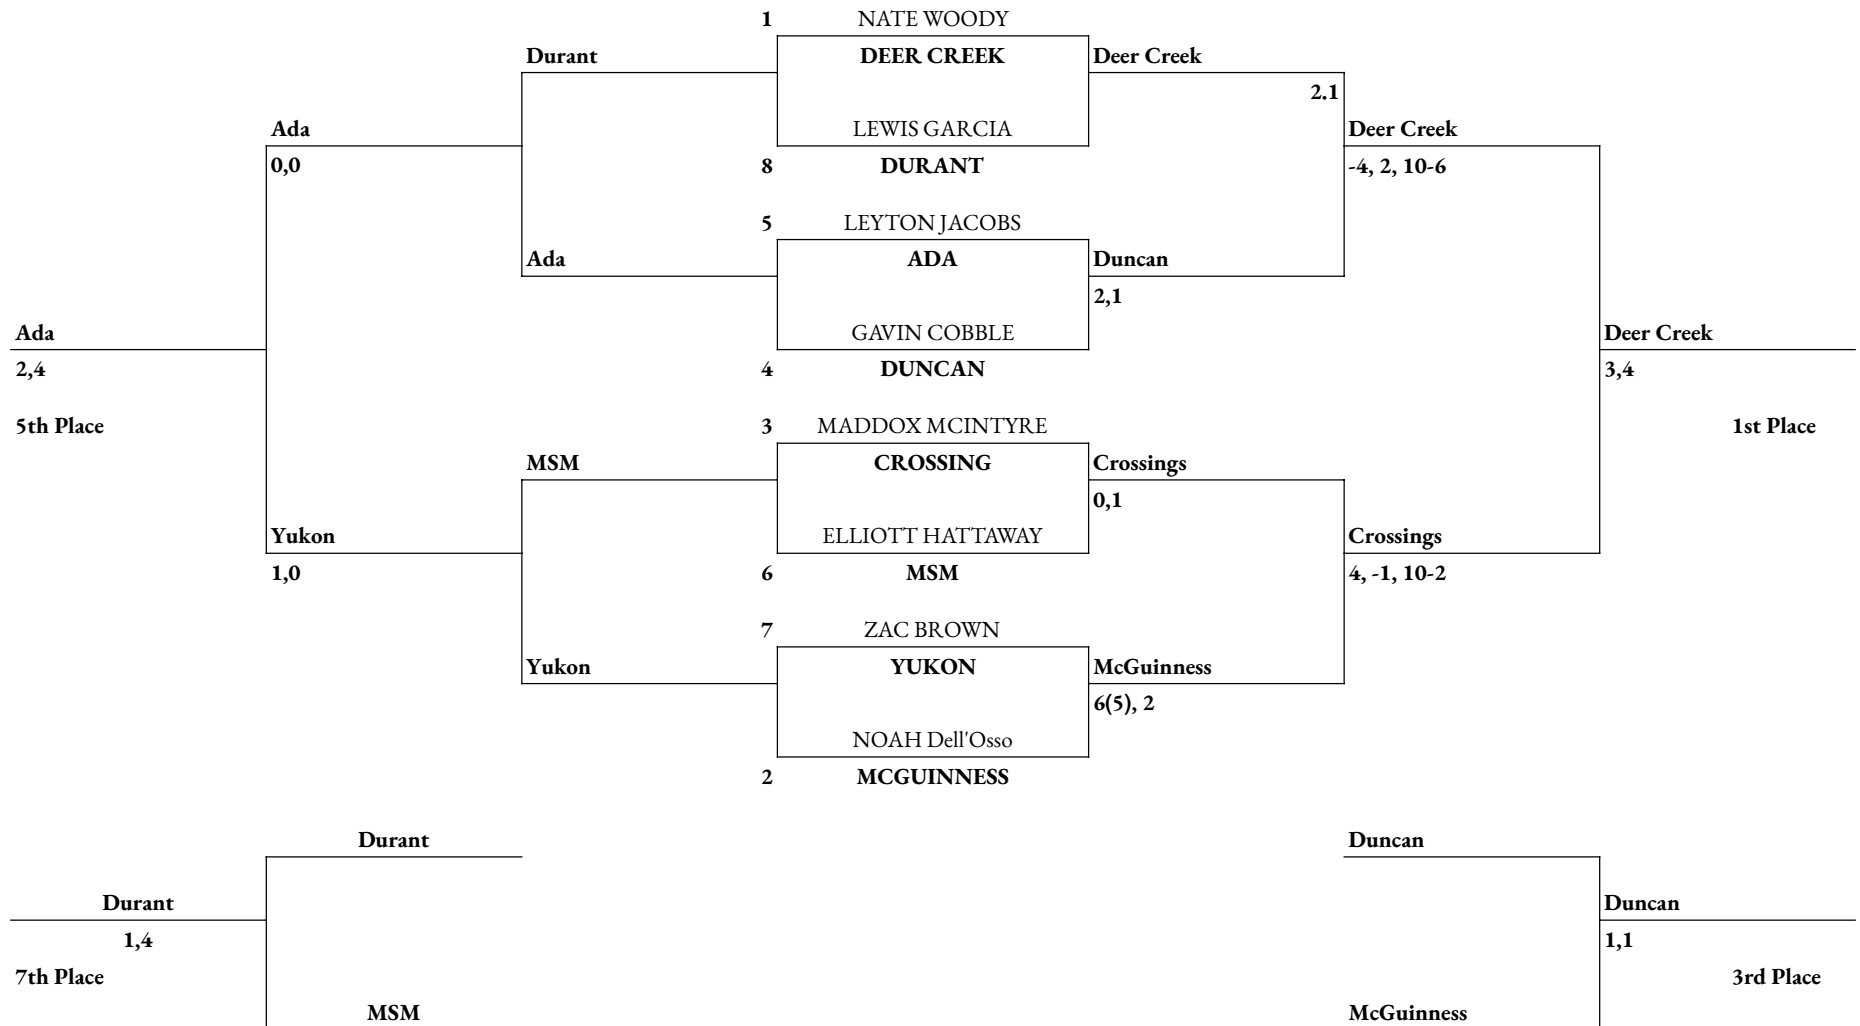 1 NATE WOODY
Durant DEER CREEK Deer Creek
2.1
Ada LEWIS GARCIA Deer Creek
0,0 8 DURANT -4, 2, 10-6
5 LEYTON JACOBS
Ada ADA Duncan
2,1
Ada GAVIN COBBLE Deer Creek
2,4 4 DUNCAN 3,4
5th Place 3 MADDOX MCINTYRE 1st Place
MSM CROSSING Crossings
0,1
Yukon ELLIOTT HATTAWAY Crossings
1,0 6 MSM 4, -1, 10-2
7 ZAC BROWN
Yukon YUKON McGuinness
6(5), 2
NOAH Dell'Osso
2 MCGUINNESS
Durant Duncan
Durant Duncan
1,4 1,1
7th Place 3rd Place
MSM McGuinness